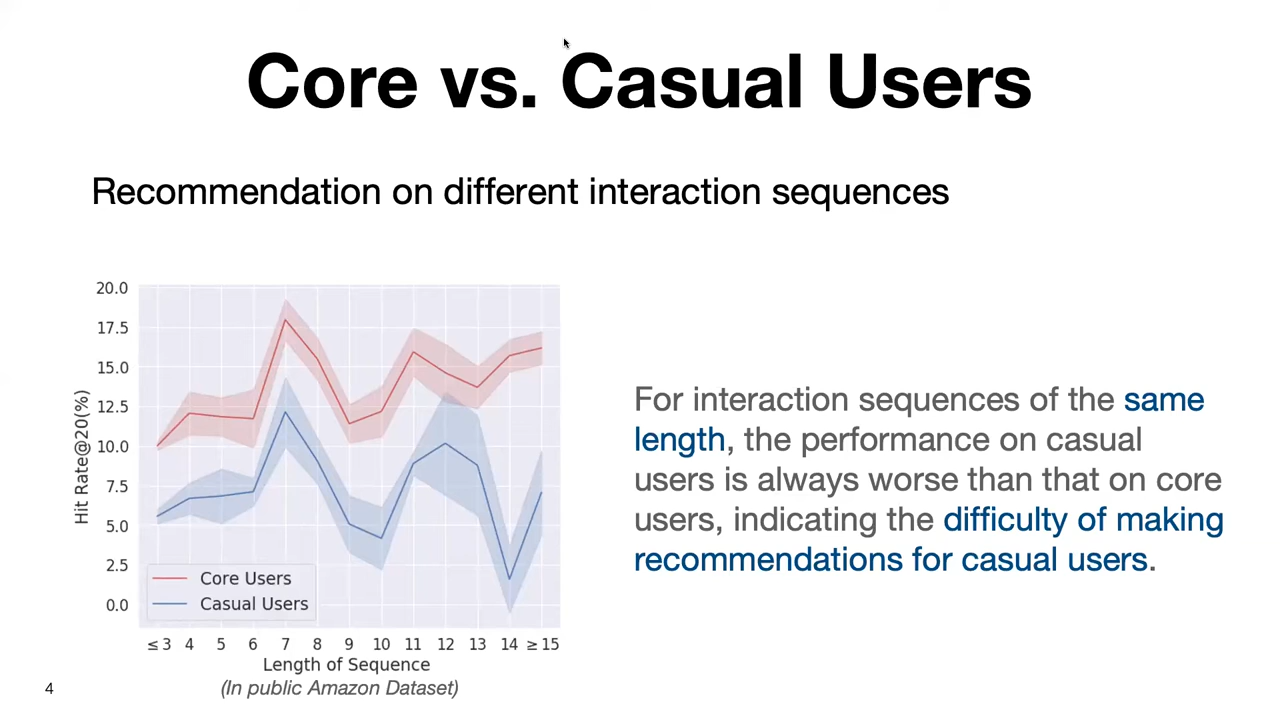 Core vs. Casual Users
Recommendation on different interaction sequences
20.0
17.5
15.0
12.5
10.0
7.5
5.0
2.5
0.0
Hit Rate@20(%)
Core Users
Casual Users
≤ 3 4 5 6 7 8 9 10 11 12 13 14 ≥ 15
Length of Sequence
(In public Amazon Dataset)
For interaction sequences of the same
length, the performance on casual
users is always worse than that on core
users, indicating the difficulty of making
recommendations for casual users.
4